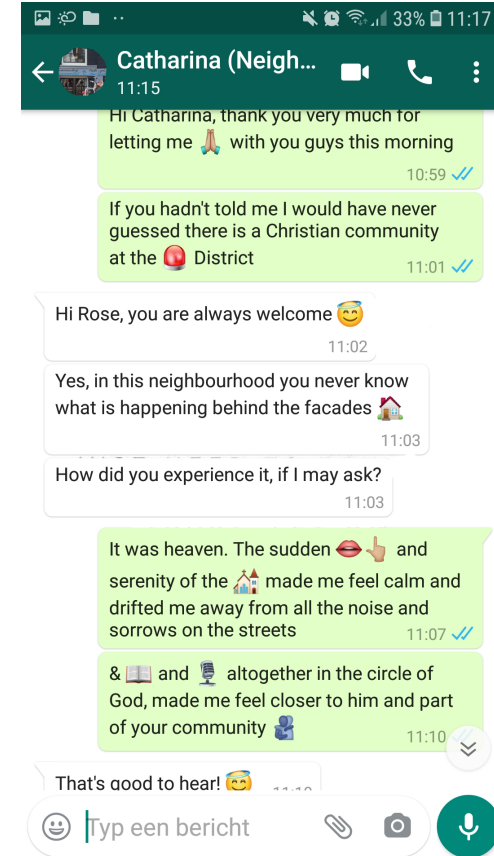 33% 11:17
Catharina (Neigh...
11:15
Hi Catharina, thank you very much for
letting me 🙏 with you guys this morning
10:59
If you hadn't told me I would have never
guessed there is a Christian community
at the 🚨 District
11:01
Hi Rose, you are always welcome 😇
11:02
Yes, in this neighbourhood you never know
what is happening behind the facades 🏠
11:03
How did you experience it, if I may ask?
11:03
It was heaven. The sudden 👄👆 and
serenity of the ⛪ made me feel calm and
drifted me away from all the noise and
sorrows on the streets
11:07
& 📖 and 🎙 altogether in the circle of
God, made me feel closer to him and part
of your community 🫂
11:10
That's good to hear! 😇
Typ een bericht